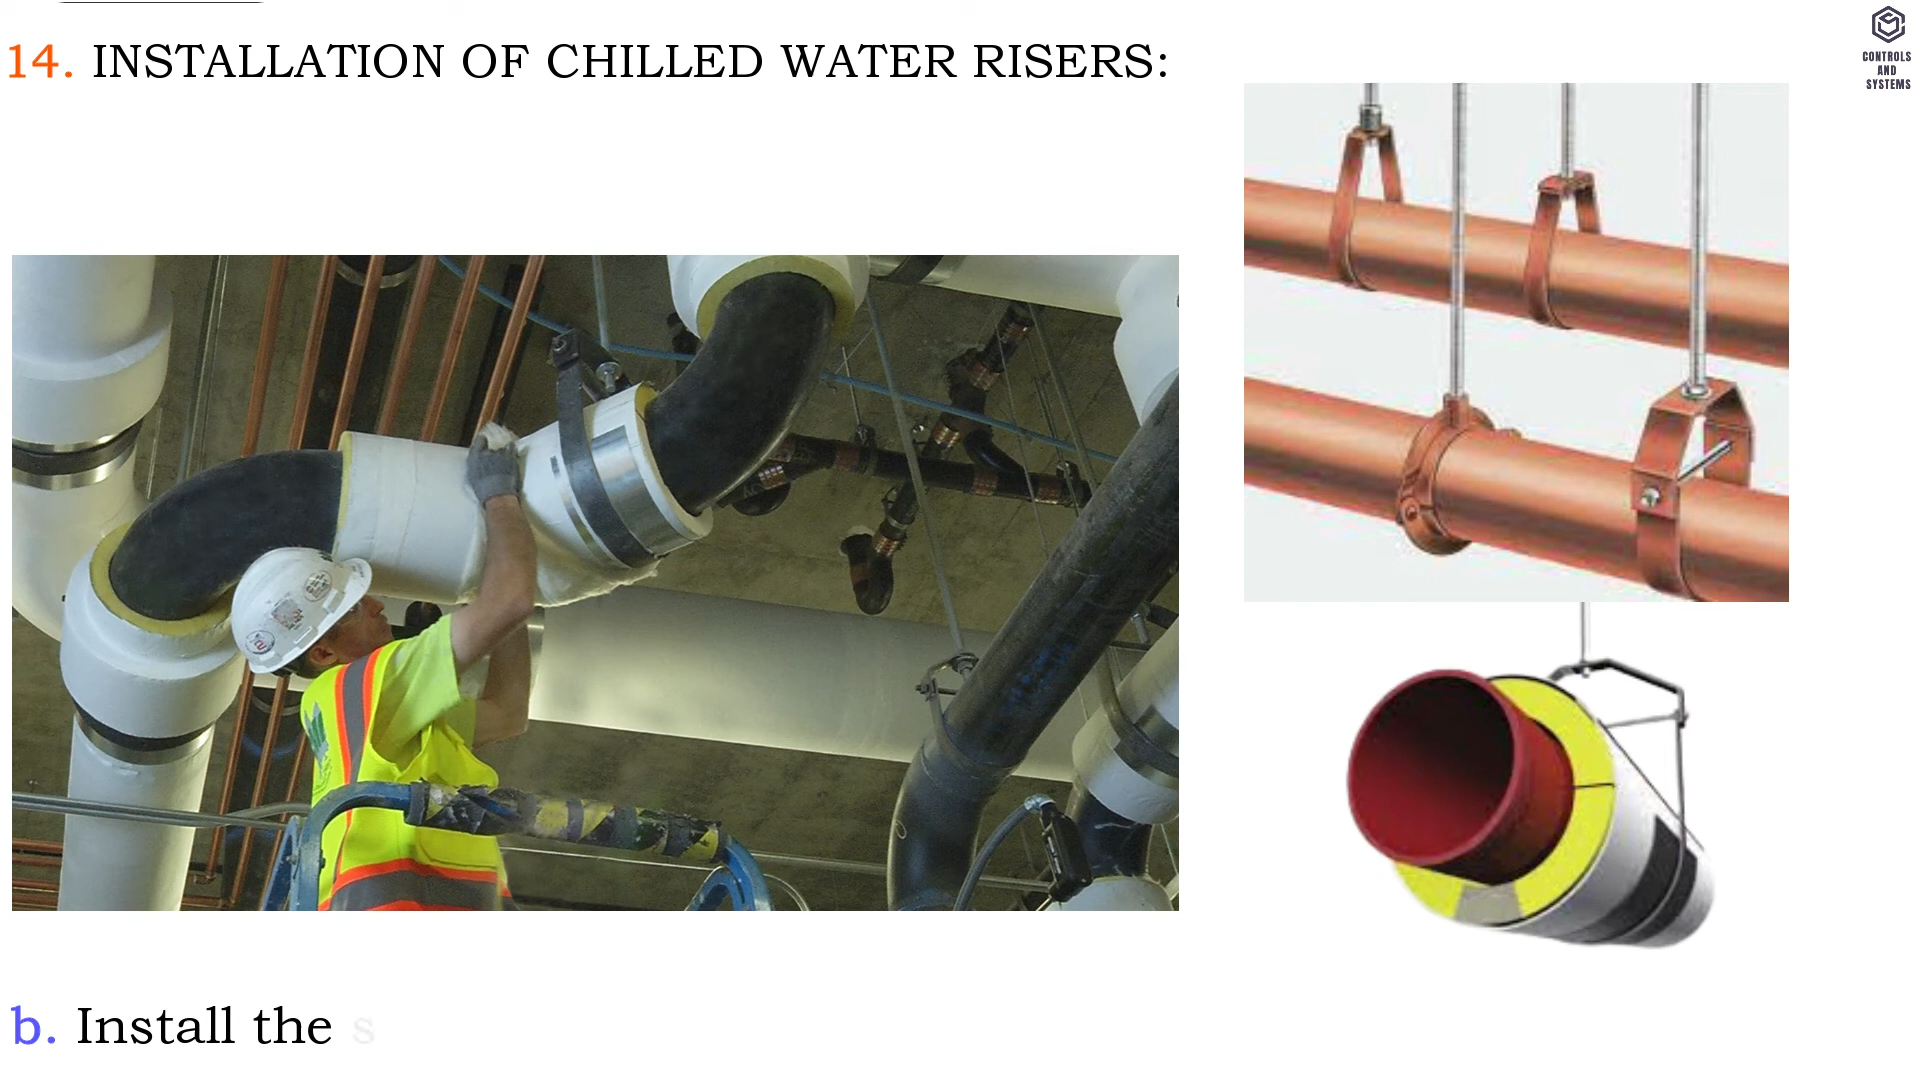 14. INSTALLATION OF CHILLED WATER RISERS:
CONTROLS
AND
SYSTEMS
b. Install the s